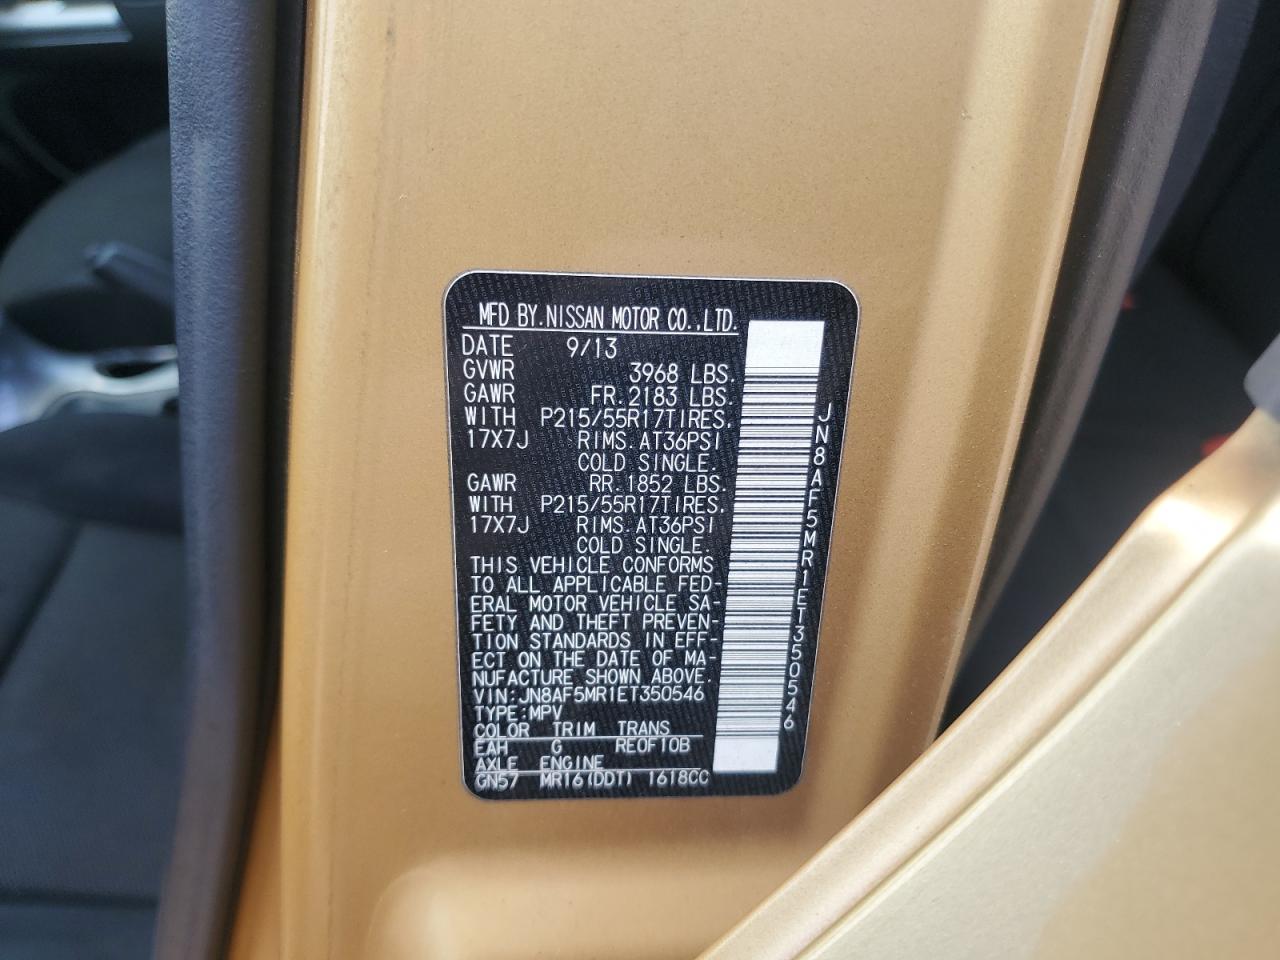 MFD BY.NISSAN MOTOR CO.,LTD.
DATE 9/13
GVWR 3968 LBS.
GAWR FR.2183 LBS.
WITH P215/55R17TIRES.
17X7J RIMS.AT36PSI
COLD SINGLE.
GAWR RR.1852 LBS.
WITH P215/55R17TIRES.
17X7J RIMS.AT36PSI
COLD SINGLE.
THIS VEHICLE CONFORMS
TO ALL APPLICABLE FED-
ERAL MOTOR VEHICLE SA-
FETY AND THEFT PREVEN-
TION STANDARDS IN EFF-
ECT ON THE DATE OF MA-
NUFACTURE SHOWN ABOVE.
VIN:JN8AF5MR1ET350546
TYPE:MPV
COLOR TRIM TRANS
EAH G RE0F10B
AXLE ENGINE
GN57 MR16(DDT) 1618CC
JN8AF5MR1ET350546